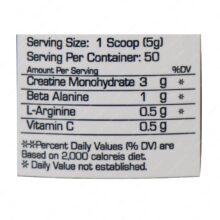 Serving Size: 1 Scoop (5g)
Serving Per Container: 50
Amount Per Serving %DV
Creatine Monohydrate 3 g *
Beta Alanine 1 g *
L-Arginine 0.5 g *
Vitamin C 0.5 g
**Percent Daily Values (% DV) are
Based on 2,000 caloreis diet.
* Daily Value not established.